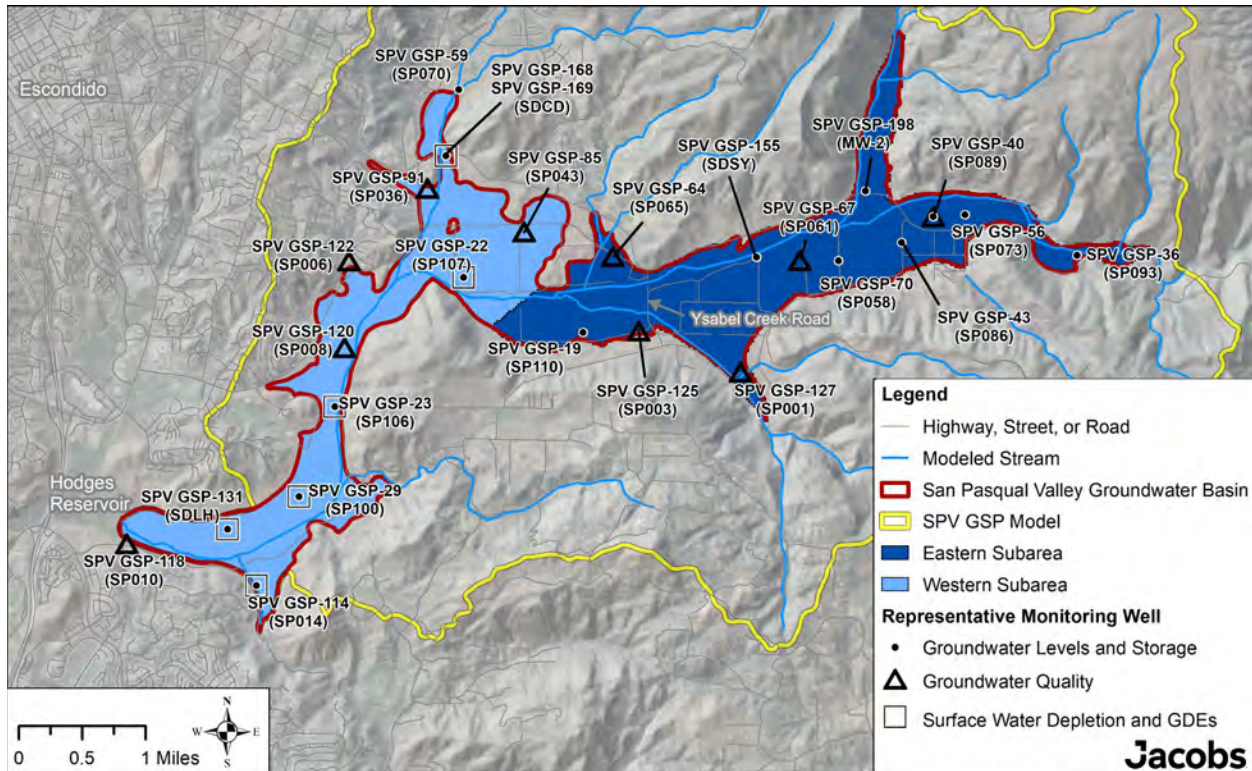 Escondido
SPV GSP-59
(SP070)
SPV GSP-168
SPV GSP-169
(SDCD)
SPV GSP-198
(MW-2)
SPV GSP-40
(SP089)
SPV GSP-155
(SDSY)
SPV GSP-85
(SP043)
SPV GSP-91
(SP036)
SPV GSP-64
(SP065)
SPV GSP-67
(SP061)
SPV GSP-56
(SP073)
SPV GSP-36
(SP093)
SPV GSP-122
(SP006)
SPV GSP-22
(SP107)
SPV GSP-70
(SP058)
SPV GSP-43
(SP086)
Ysabel Creek Road
SPV GSP-120
(SP008)
SPV GSP-19
(SP110)
SPV GSP-125
(SP003)
SPV GSP-127
(SP001)
SPV GSP-23
(SP106)
Hodges
Reservoir
SPV GSP-131
(SDLH)
SPV GSP-29
(SP100)
SPV GSP-118
(SP010)
SPV GSP-114
(SP014)
Legend
Highway, Street, or Road
Modeled Stream
San Pasqual Valley Groundwater Basin
SPV GSP Model
Eastern Subarea
Western Subarea
Representative Monitoring Well
Groundwater Levels and Storage
Groundwater Quality
Surface Water Depletion and GDEs
Jacobs
N
W E
S
0 0.5 1 Miles